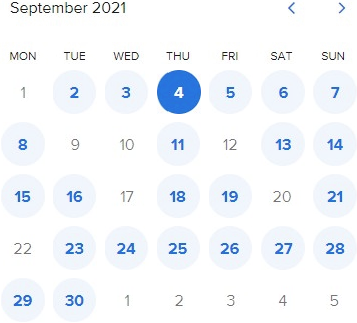 September 2021 < >
MON TUE WED THU FRI SAT SUN
1 2 3 4 5 6 7
8 9 10 11 12 13 14
15 16 17 18 19 20 21
22 23 24 25 26 27 28
29 30 1 2 3 4 5